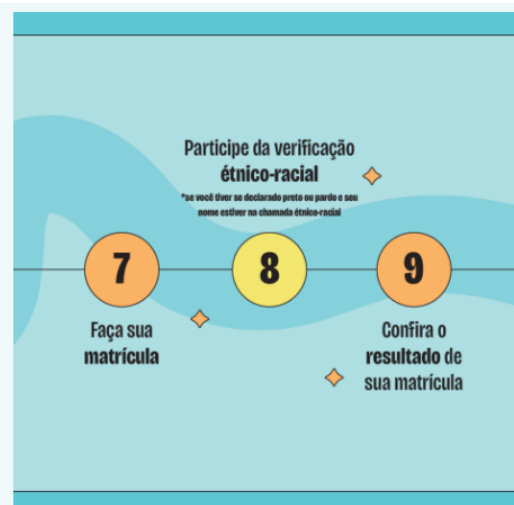 Participe da verificação
étnico-racial
*se você tiver se declarado preto ou pardo e seu
nome estiver na chamada étnico-racial
7
8
9
Faça sua
matrícula
Confira o
resultado de
sua matrícula